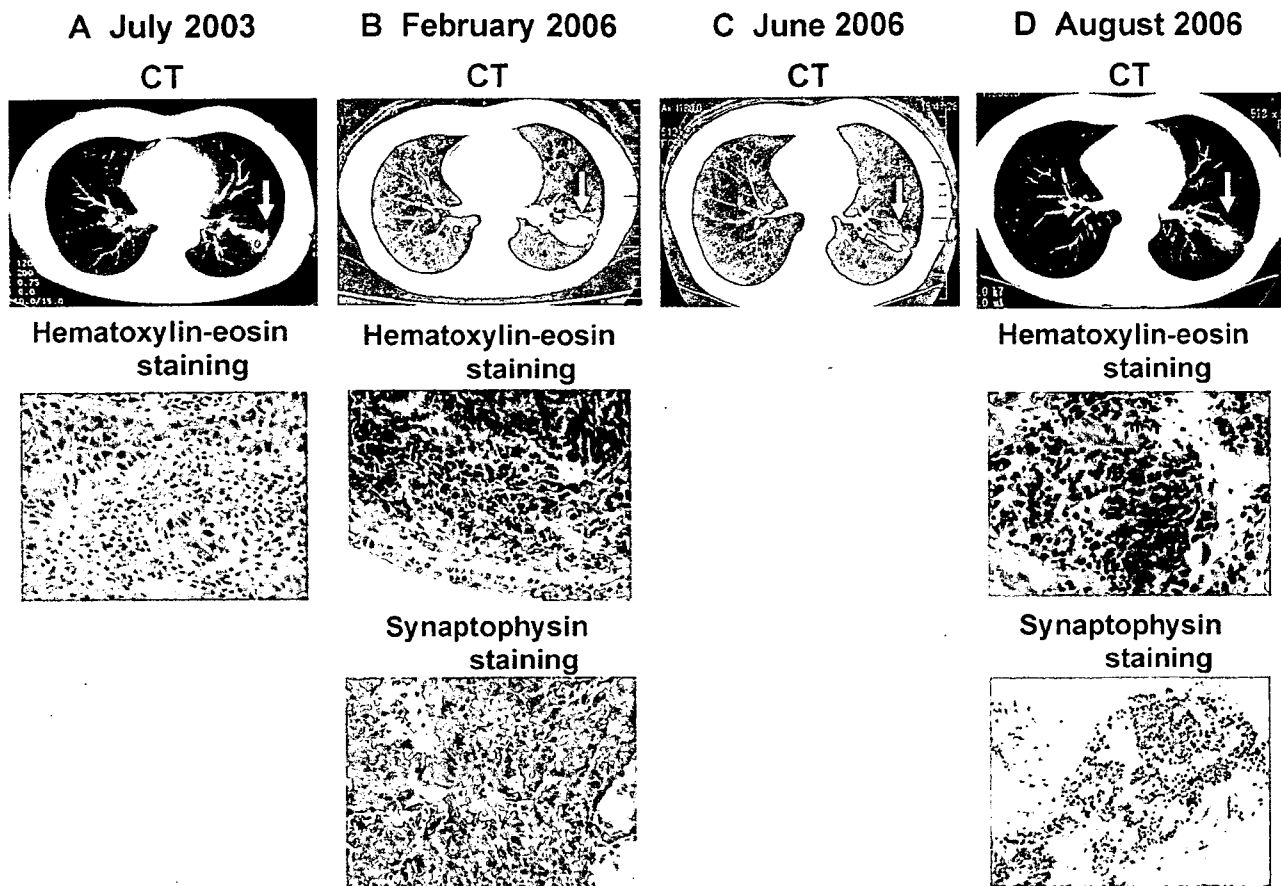 A July 2003
B February 2006
C June 2006
D August 2006
CT
CT
CT
CT
Hematoxylin-eosin
staining
Hematoxylin-eosin
staining
Hematoxylin-eosin
staining
Synaptophysin
staining
Synaptophysin
staining